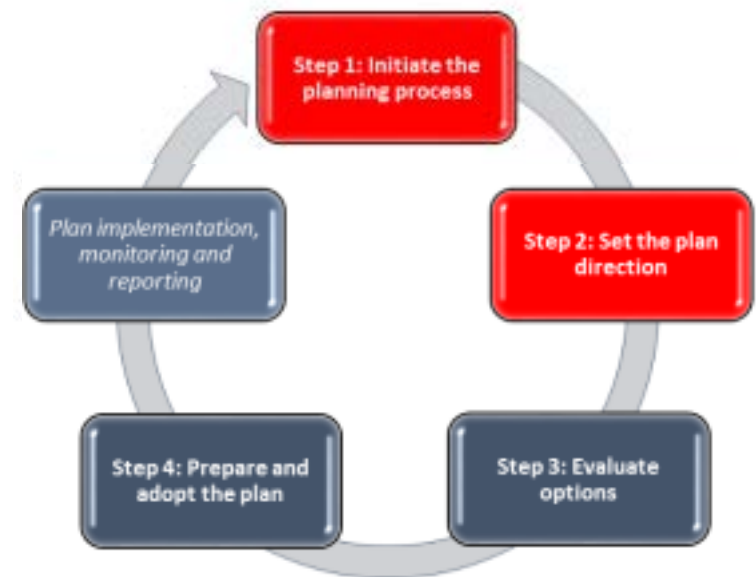 Step 1: Initiate the
planning process
Step 2: Set the plan
direction
Step 3: Evaluate
options
Step 4: Prepare and
adopt the plan
Plan implementation,
monitoring and
reporting